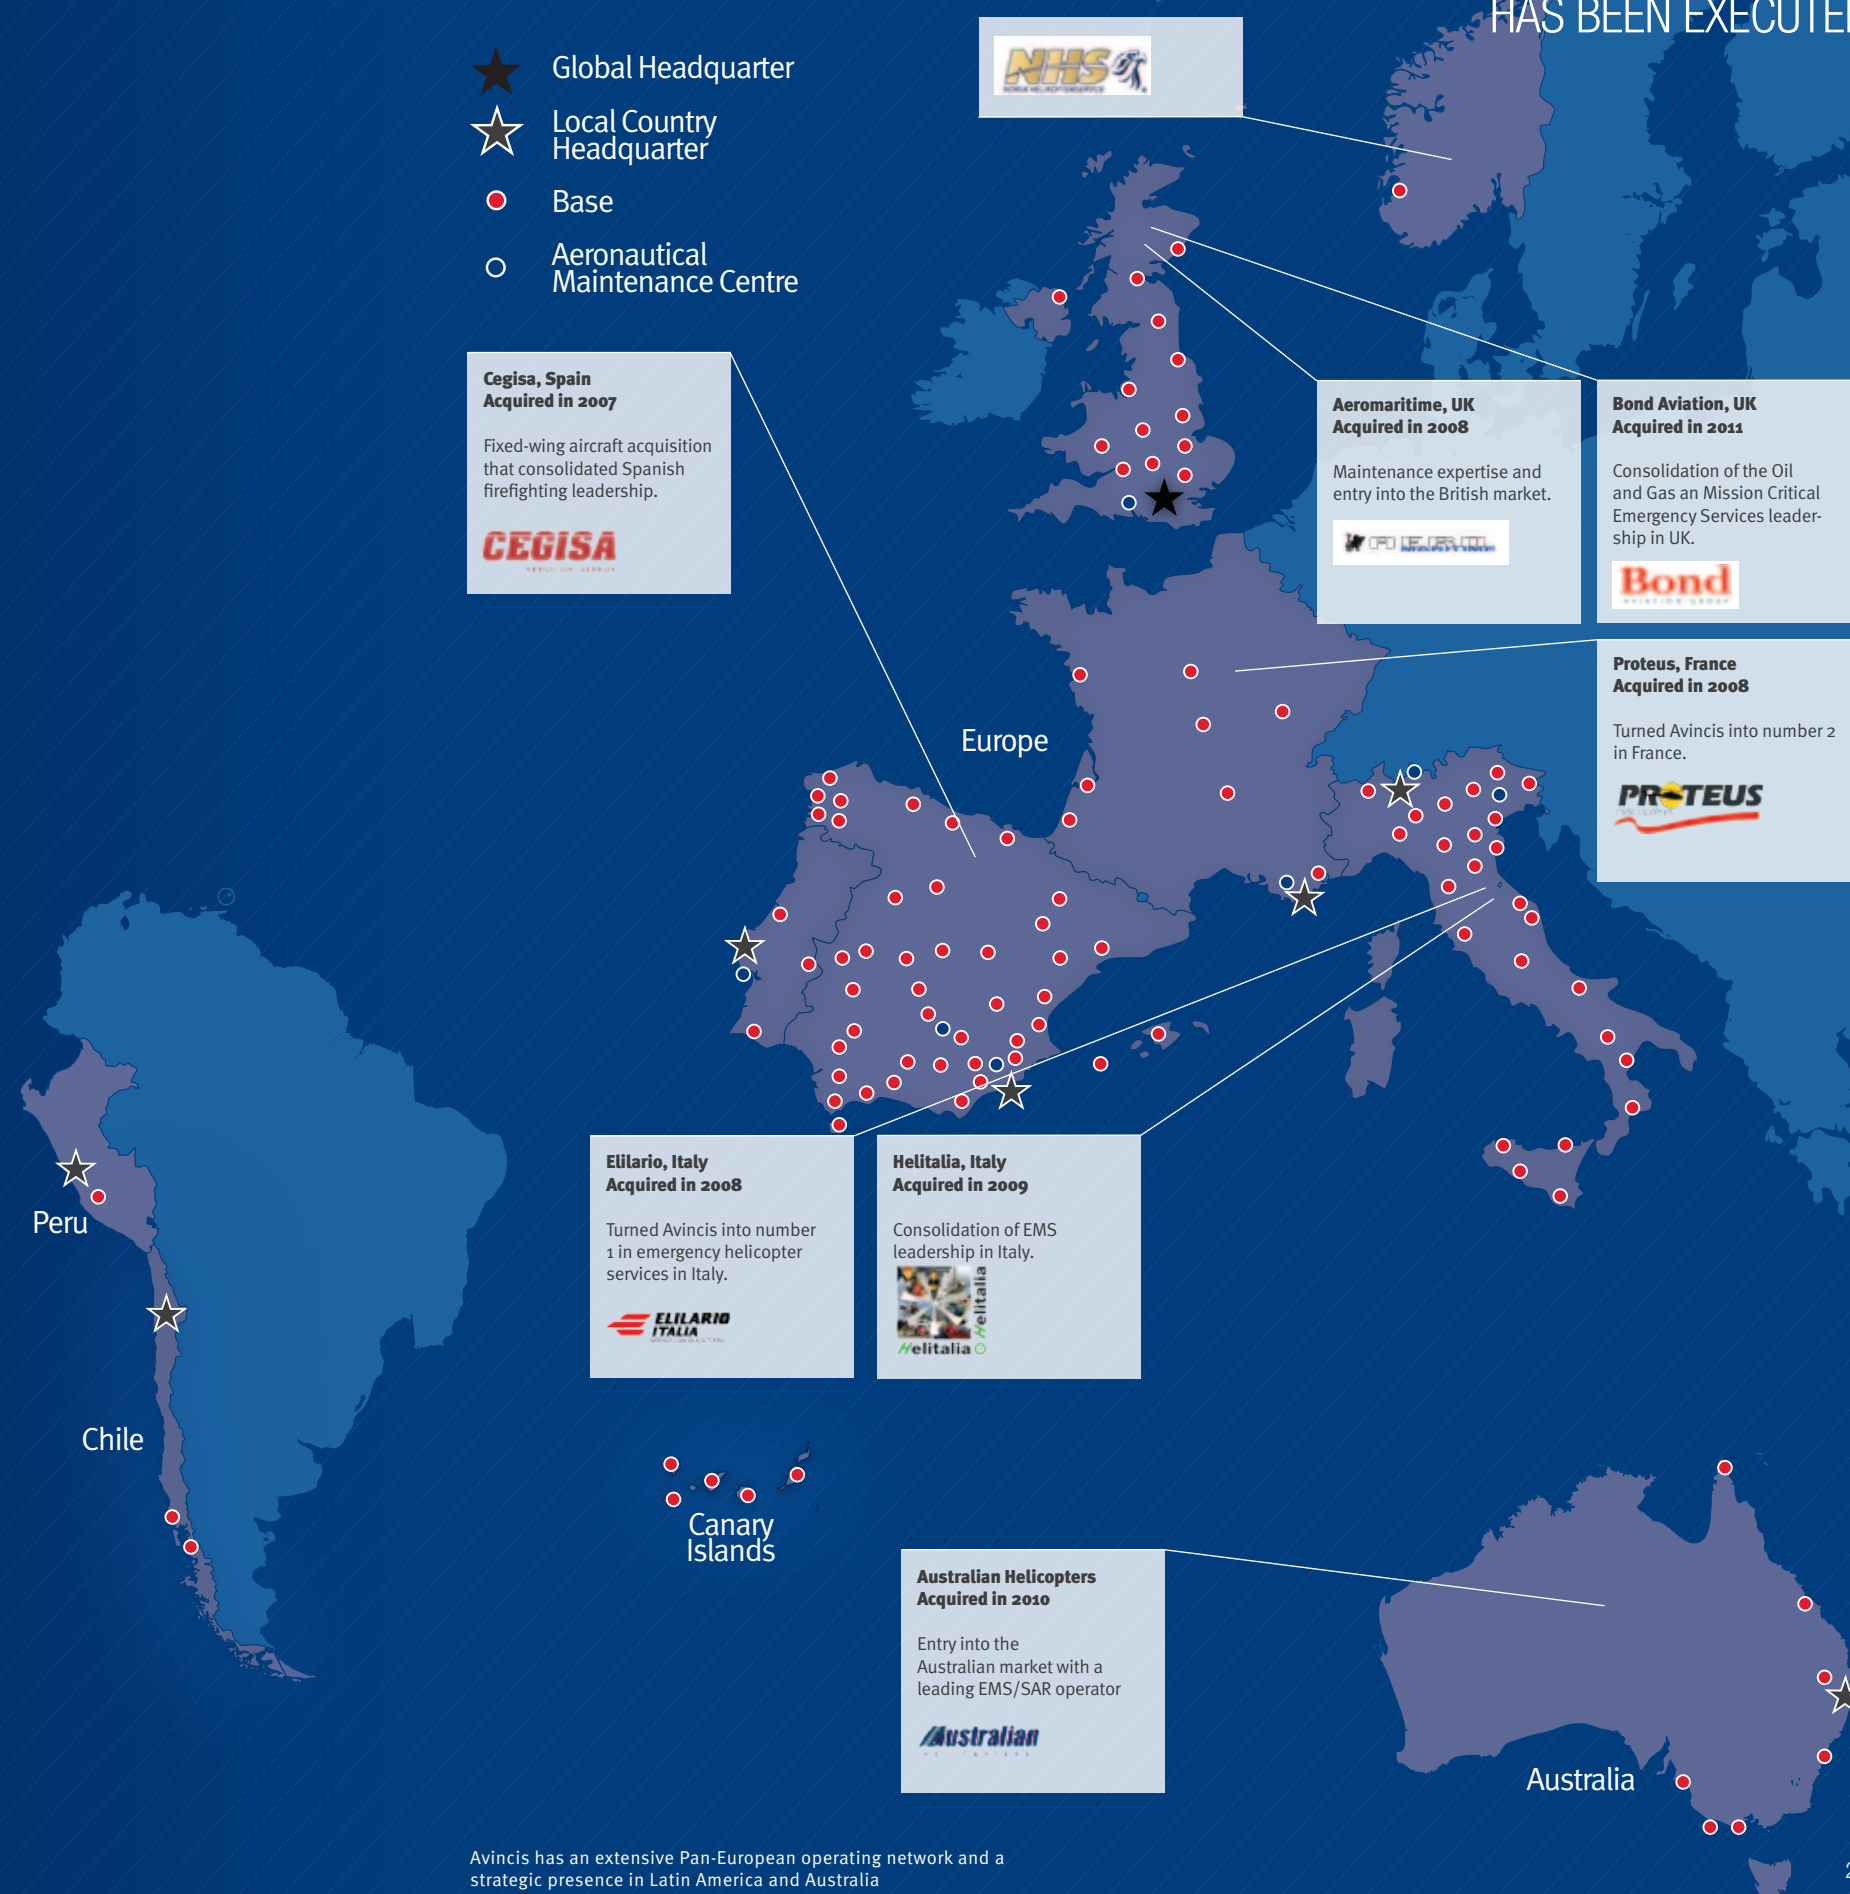 HAS BEEN EXECUTE
NHS
Global Headquarter
Local Country
Headquarter
Base
Aeronautical
Maintenance Centre
Cegisa, Spain
Acquired in 2007
Fixed-wing aircraft acquisition
that consolidated Spanish
firefighting leadership.
CEGISA
Aeromaritime, UK
Acquired in 2008
Maintenance expertise and
entry into the British market.
MARITIME
Bond Aviation, UK
Acquired in 2011
Consolidation of the Oil
and Gas an Mission Critical
Emergency Services leader-
ship in UK.
Bond
AVIATION GROUP
Proteus, France
Acquired in 2008
Turned Avincis into number 2
in France.
PROTEUS
Europe
Elilario, Italy
Acquired in 2008
Turned Avincis into number
1 in emergency helicopter
services in Italy.
ELILARIO
ITALIA
Helitalia, Italy
Acquired in 2009
Consolidation of EMS
leadership in Italy.
Helitalia
Helitalia
Peru
Chile
Canary
Islands
Australian Helicopters
Acquired in 2010
Entry into the
Australian market with a
leading EMS/SAR operator
Australian
Australia
Avincis has an extensive Pan-European operating network and a
strategic presence in Latin America and Australia